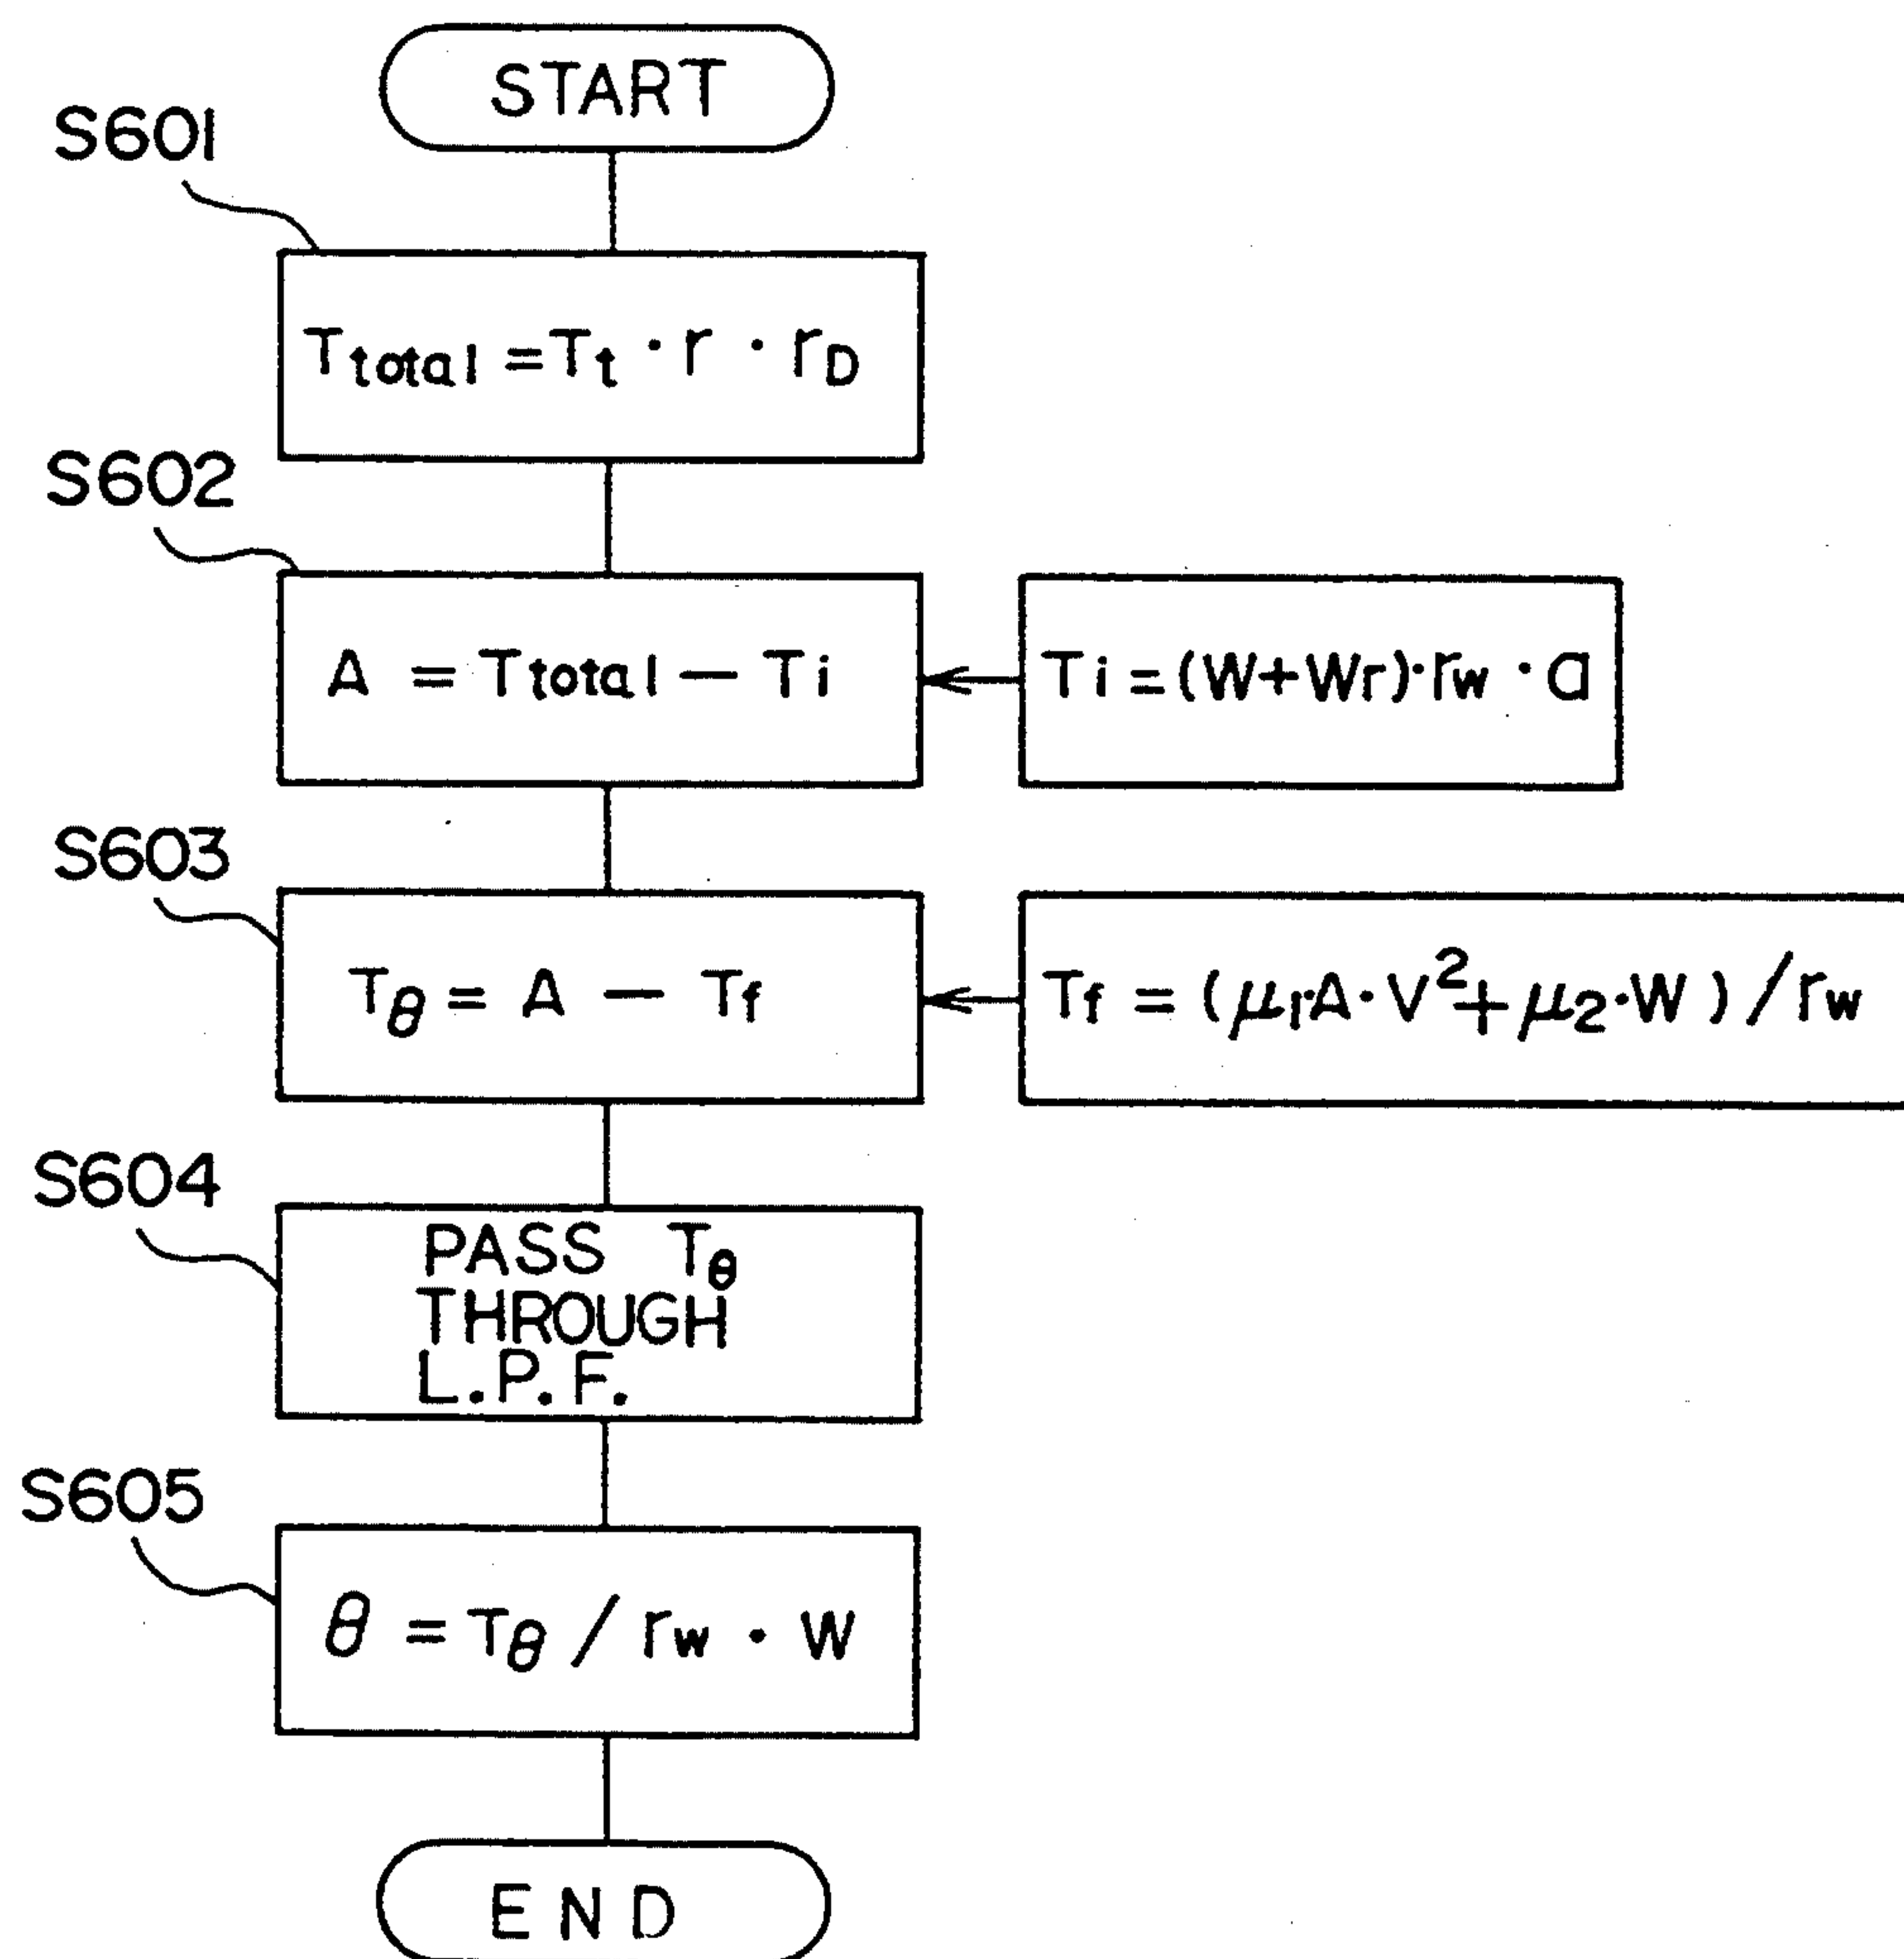 START
S601
Ttotal = Tt · r · rD
S602
A = Ttotal − Ti
Ti = (W+Wr)·rw · a
S603
Tθ = A − Tf
Tf = (μ1·A·V²+μ2·W)/rw
S604
PASS Tθ
THROUGH
L.P.F.
S605
θ = Tθ / rw · W
END